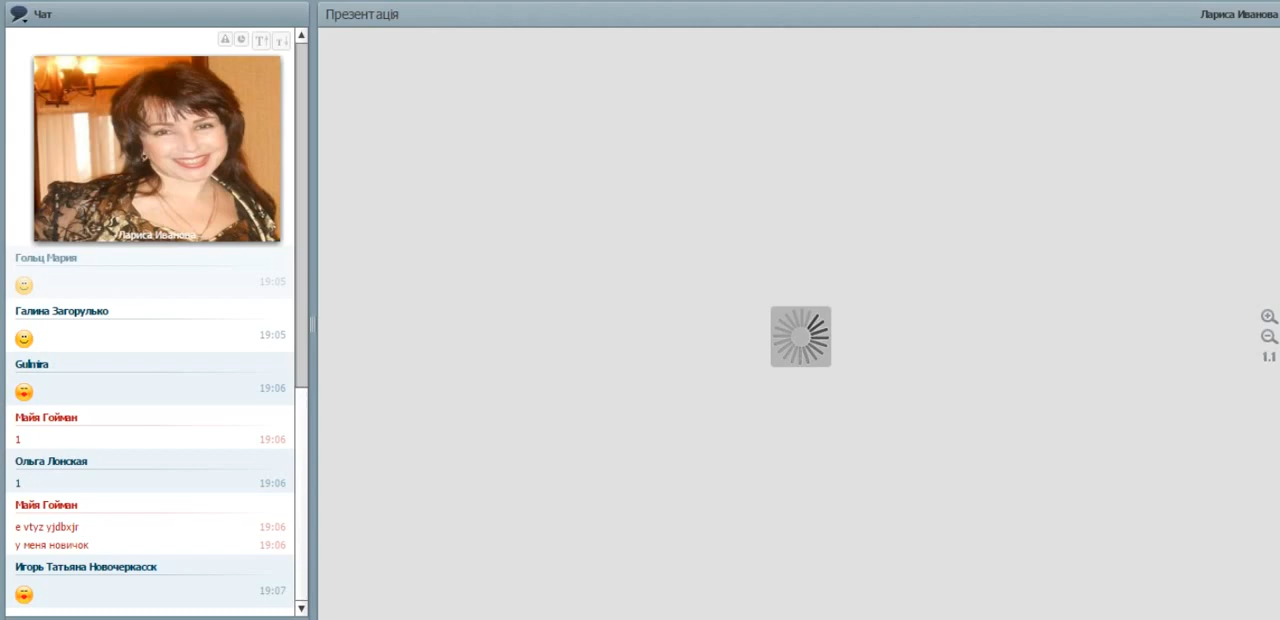 Чат
Презентація
Лариса Иванова
Лариса Иванова
Гольц Мария
19:05
Галина Загорулько
19:05
Gulmira
19:06
Майя Гойман
1 19:06
Ольга Лонская
1 19:06
Майя Гойман
e vtyz yjdbxjr 19:06
у меня новичок 19:06
Игорь Татьяна Новочеркасск
19:07
1.1